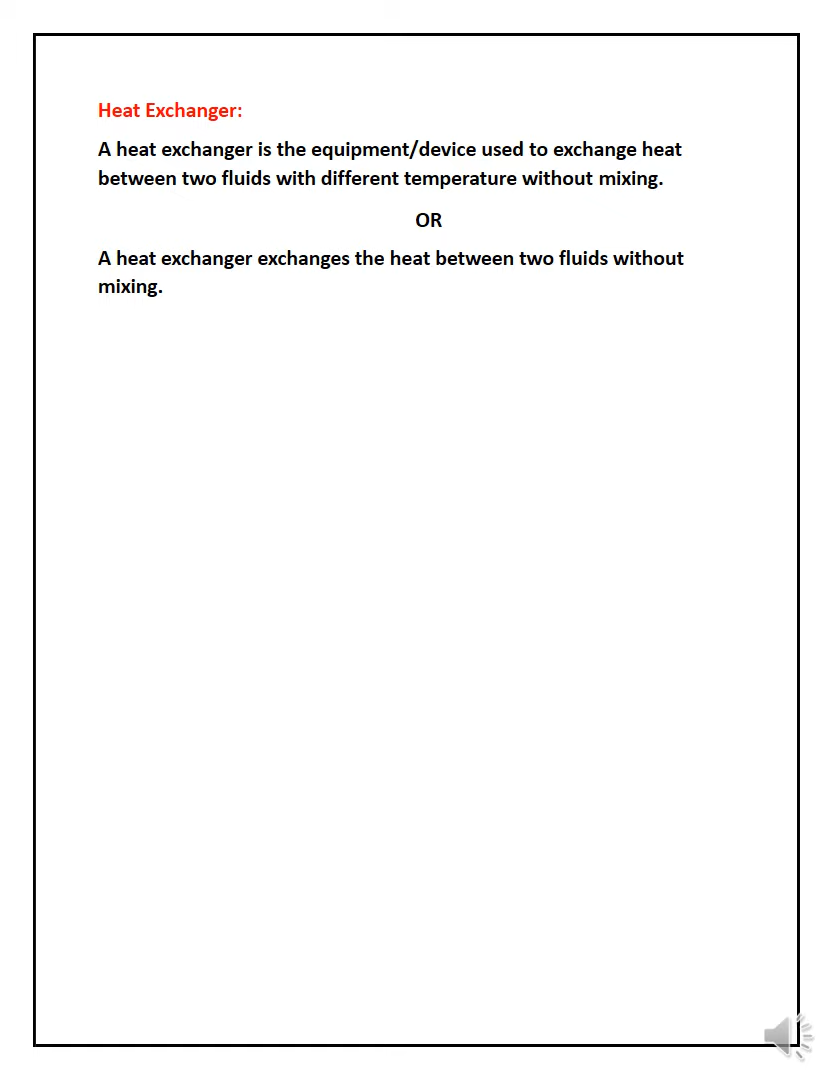 Heat Exchanger:
A heat exchanger is the equipment/device used to exchange heat
between two fluids with different temperature without mixing.
OR
A heat exchanger exchanges the heat between two fluids without
mixing.